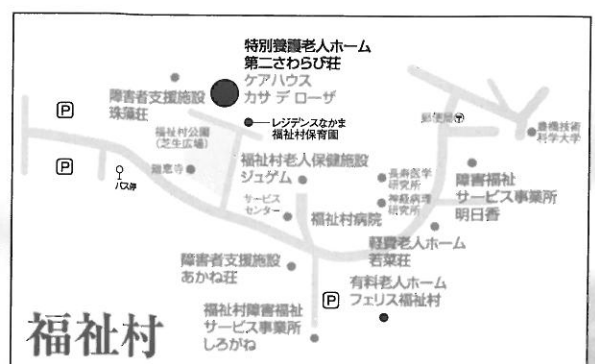 特別養護老人ホーム
第二さわらび荘
ケアハウス
カサ デ ローザ
レジデンスなかま
福祉村保育園
障害者支援施設
珠藻荘
P
福祉村公園
(芝生広場)
P
バス停
福祉村老人保健施設
ジュゲム
サービス
センター
福祉村病院
長寿医学
研究所
神経病理
研究所
郵便局
豊橋技術
科学大学
障害福祉
サービス事業所
明日香
軽費老人ホーム
若菜荘
障害者支援施設
あかね荘
有料老人ホーム
フェリス福祉村
P
福祉村障害福祉
サービス事業所
しろがね
福祉村